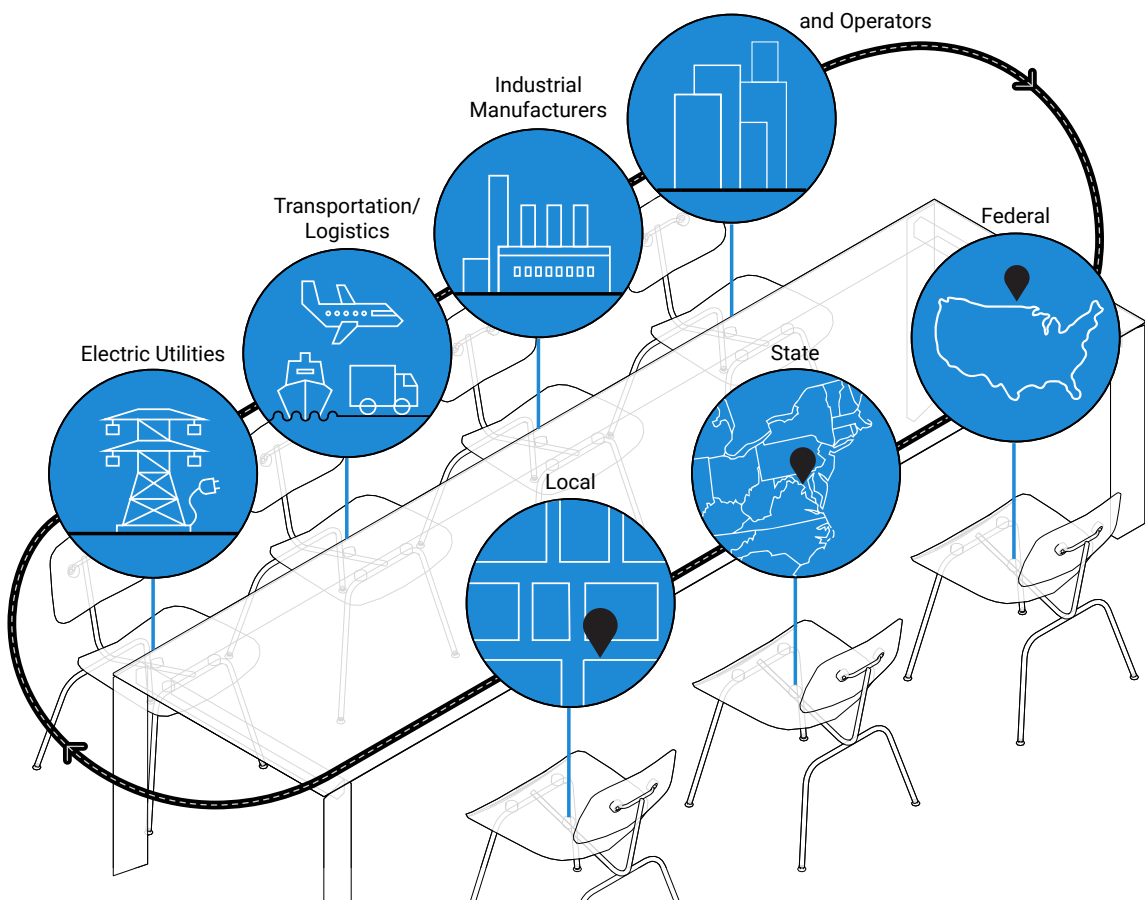 and Operators
Industrial
Manufacturers
Transportation/
Logistics
Federal
Electric Utilities
State
Local